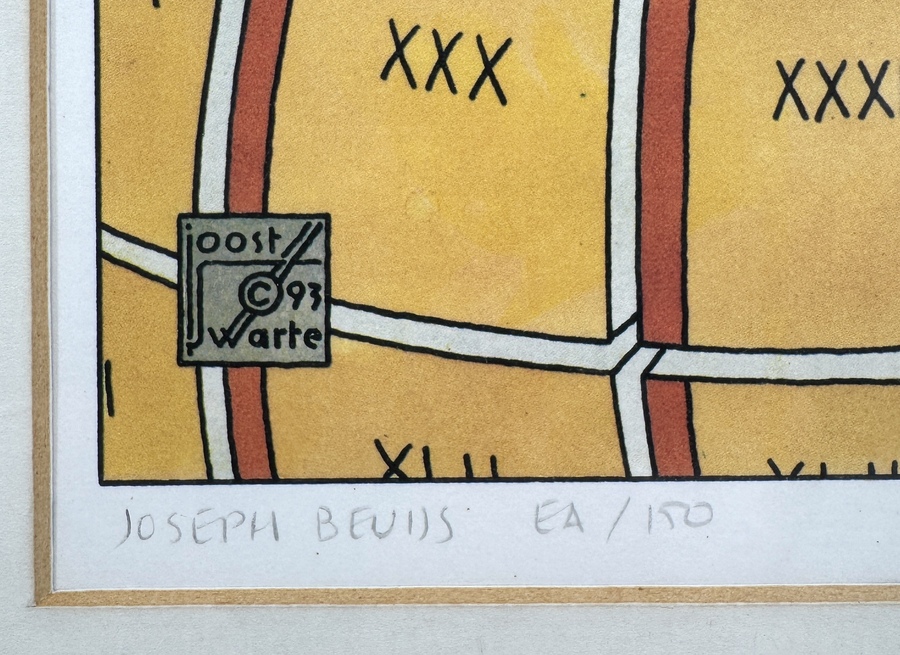 XXX
XXX
joost
© 93
Swarte
XLII
JOSEPH BEUIJS EA / 150